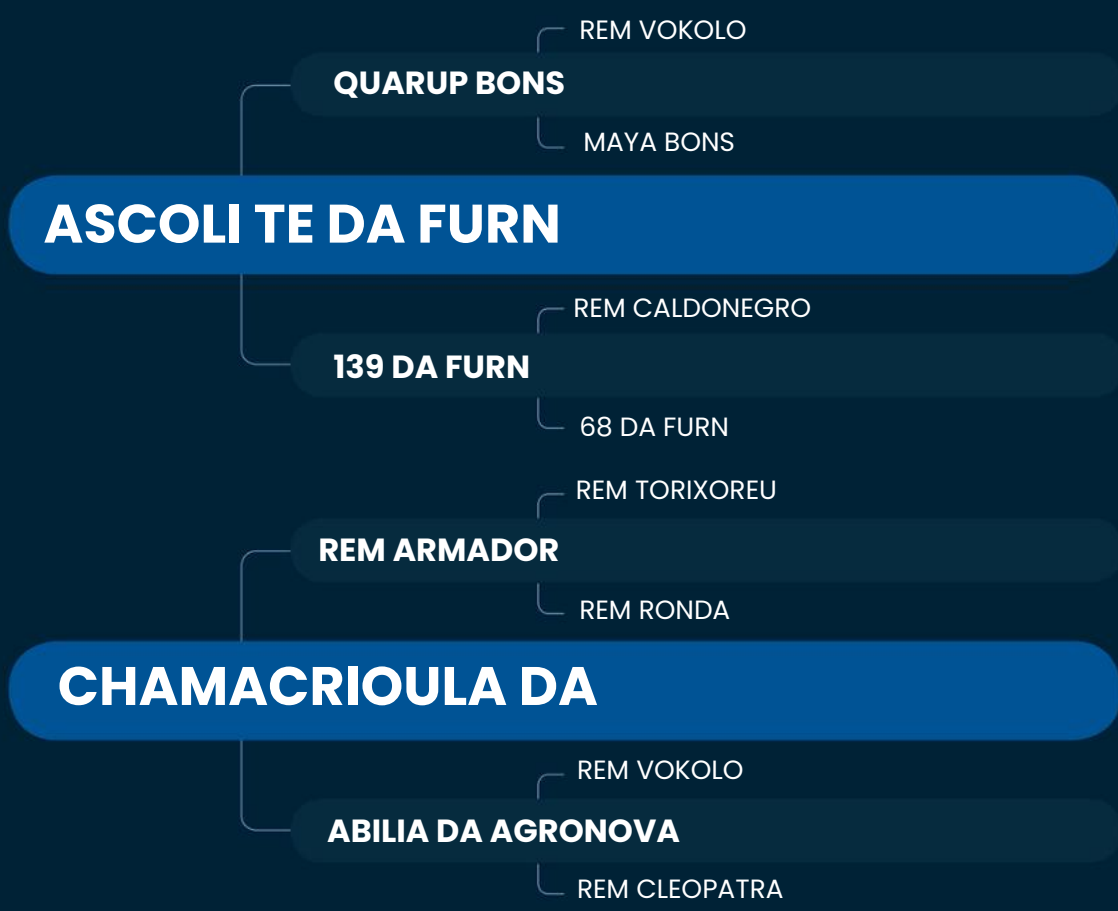 REM VOKOLO
QUARUP BONS
MAYA BONS
ASCOLI TE DA FURN
REM CALDONEGRO
139 DA FURN
68 DA FURN
REM TORIXOREU
REM ARMADOR
REM RONDA
CHAMACRIOULA DA
REM VOKOLO
ABILIA DA AGRONOVA
REM CLEOPATRA